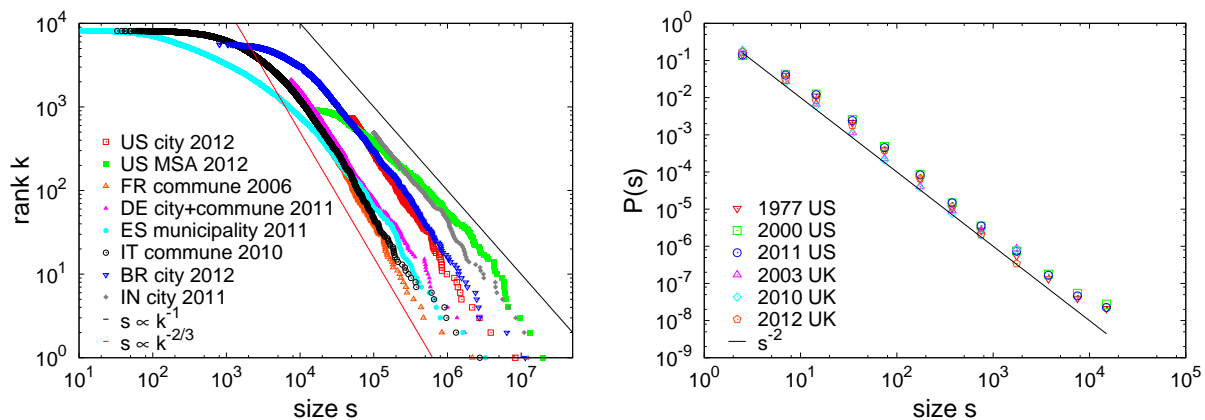 10^4
10^3
10^2
10^1
10^0
rank k
US city 2012
US MSA 2012
FR commune 2006
DE city+commune 2011
ES municipality 2011
IT commune 2010
BR city 2012
IN city 2011
s ∝ k^-1
s ∝ k^-2/3
10^1 10^2 10^3 10^4 10^5 10^6 10^7
size s
10^0
10^-1
10^-2
10^-3
10^-4
10^-5
10^-6
10^-7
10^-8
10^-9
P(s)
1977 US
2000 US
2011 US
2003 UK
2010 UK
2012 UK
s^-2
10^0 10^1 10^2 10^3 10^4 10^5
size s